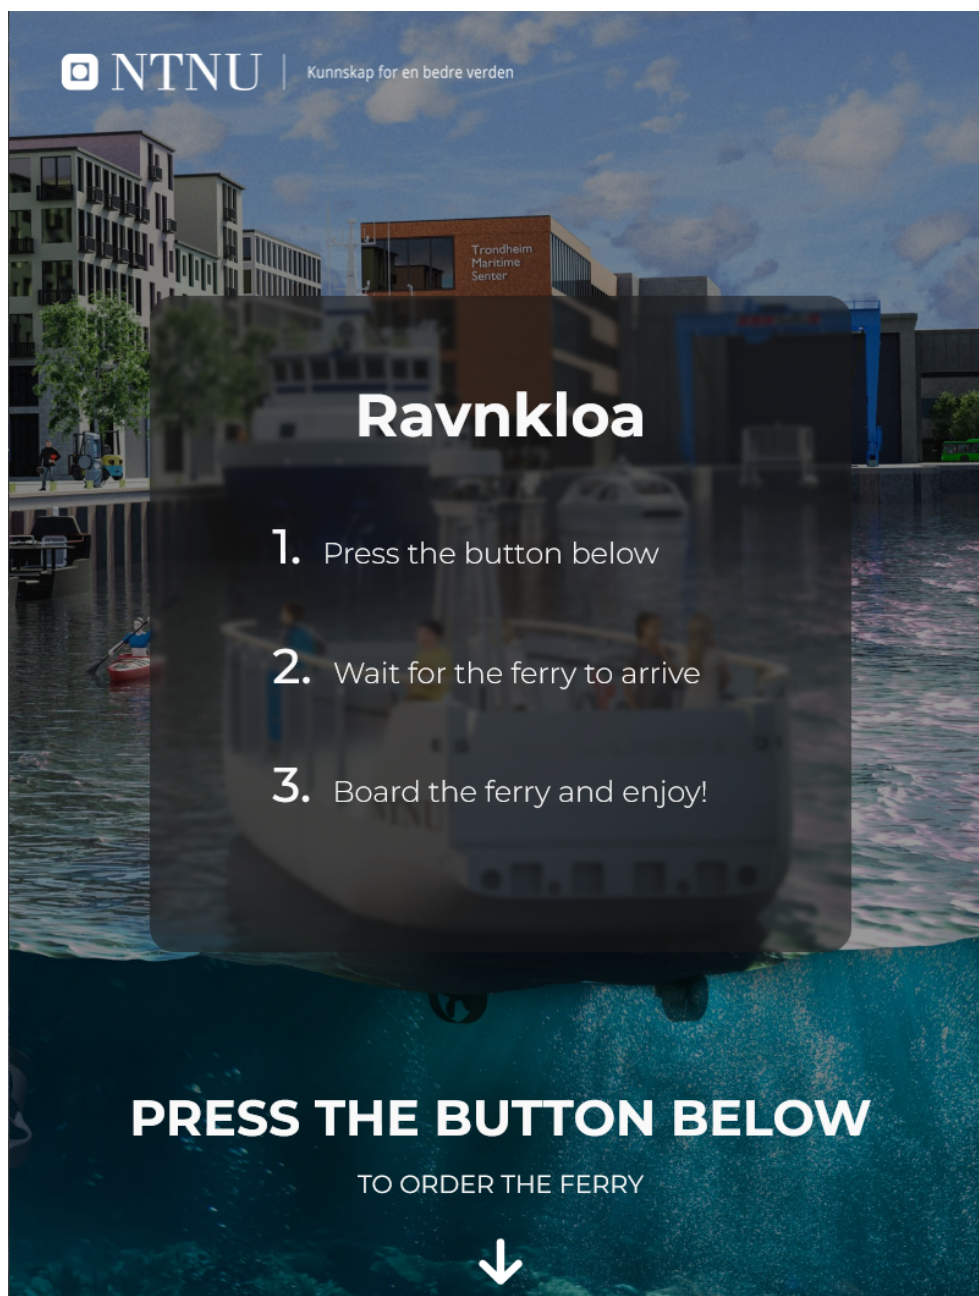 NTNU
Kunnskap for en bedre verden
Trondheim
Maritime
Senter
Ravnkloa
1. Press the button below
2. Wait for the ferry to arrive
3. Board the ferry and enjoy!
NTNU
PRESS THE BUTTON BELOW
TO ORDER THE FERRY